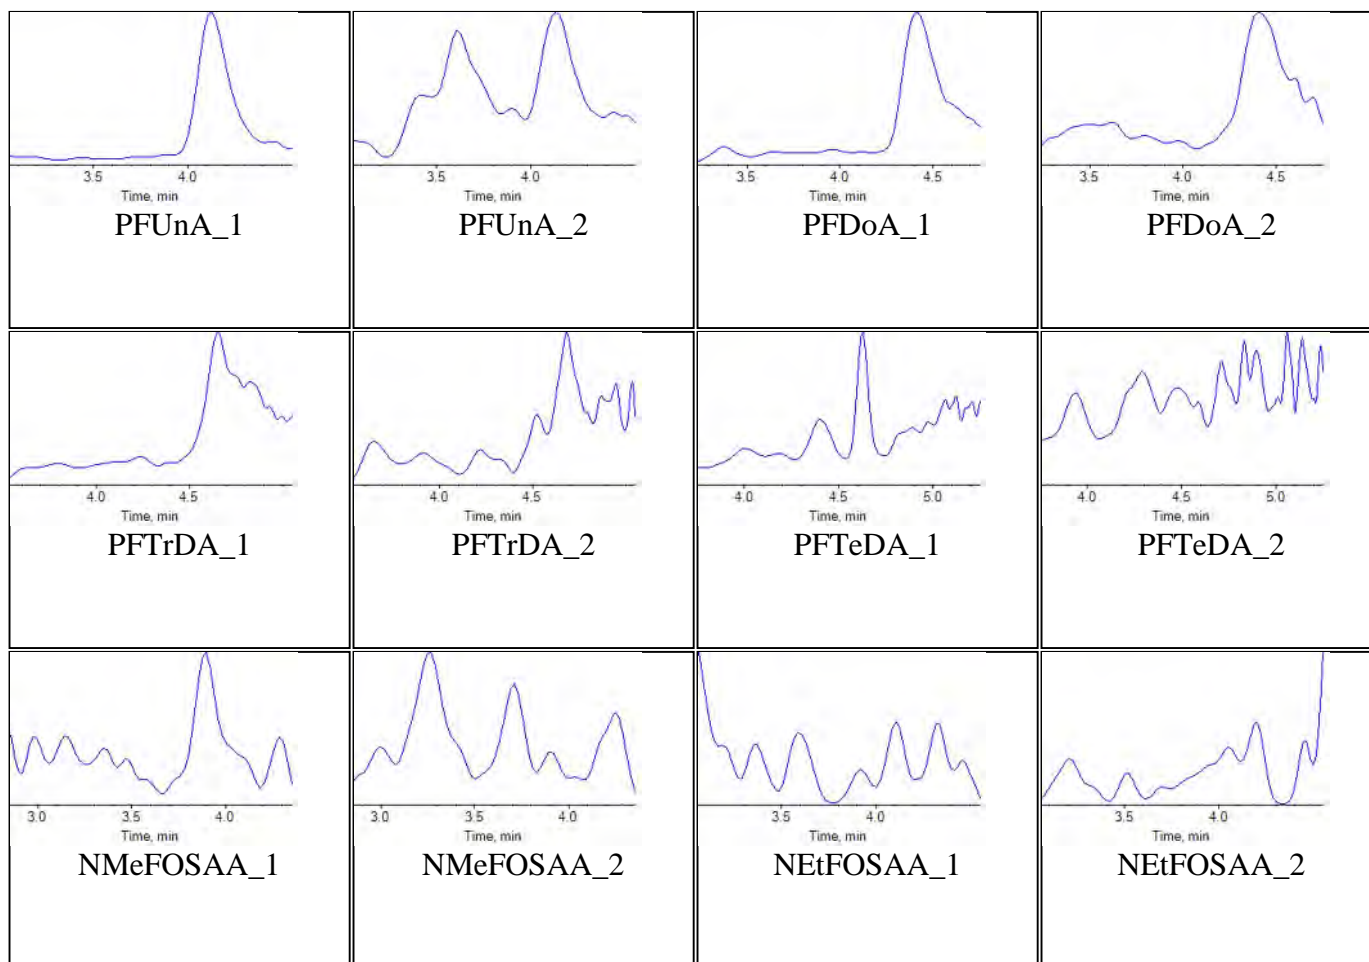 3.5 4.0
Time, min
PFUnA_1
3.5 4.0
Time, min
PFUnA_2
3.5 4.0 4.5
Time, min
PFDoA_1
3.5 4.0 4.5
Time, min
PFDoA_2
4.0 4.5
Time, min
PFTrDA_1
4.0 4.5
Time, min
PFTrDA_2
4.0 4.5 5.0
Time, min
PFTeDA_1
4.0 4.5 5.0
Time, min
PFTeDA_2
3.0 3.5 4.0
Time, min
NMeFOSAA_1
3.0 3.5 4.0
Time, min
NMeFOSAA_2
3.5 4.0
Time, min
NEtFOSAA_1
3.5 4.0
Time, min
NEtFOSAA_2